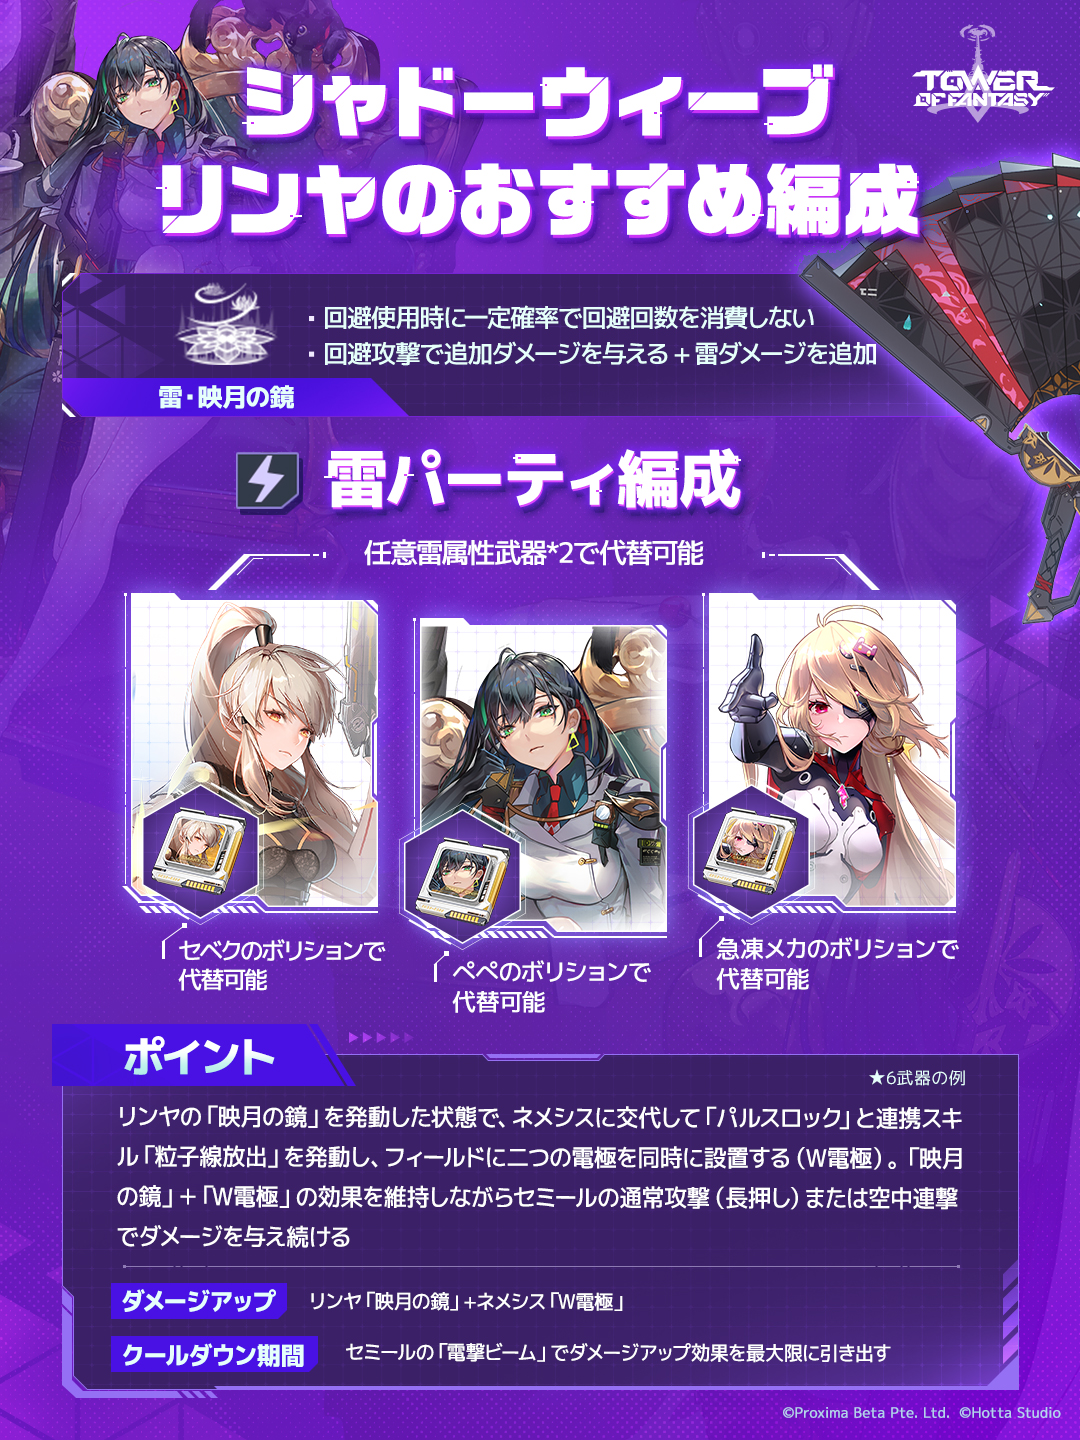 シャドーウィーブ
リンヤのおすすめ編成
TOWER
OF FANTASY
・回避使用時に一定確率で回避回数を消費しない
・回避攻撃で追加ダメージを与える + 雷ダメージを追加
雷・映月の鏡
雷パーティ編成
任意雷属性武器*2で代替可能
セベクのボリションで
代替可能
ペペのボリションで
代替可能
急凍メカのボリションで
代替可能
ポイント
★6武器の例
リンヤの「映月の鏡」を発動した状態で、ネメシスに交代して「パルスロック」と連携スキ
ル「粒子線放出」を発動し、フィールドに二つの電極を同時に設置する（W電極）。「映月
の鏡」＋「W電極」の効果を維持しながらセミールの通常攻撃（長押し）または空中連撃
でダメージを与え続ける
ダメージアップ リンヤ「映月の鏡」+ネメシス「W電極」
クールダウン期間 セミールの「電撃ビーム」でダメージアップ効果を最大限に引き出す
©Proxima Beta Pte. Ltd. ©Hotta Studio